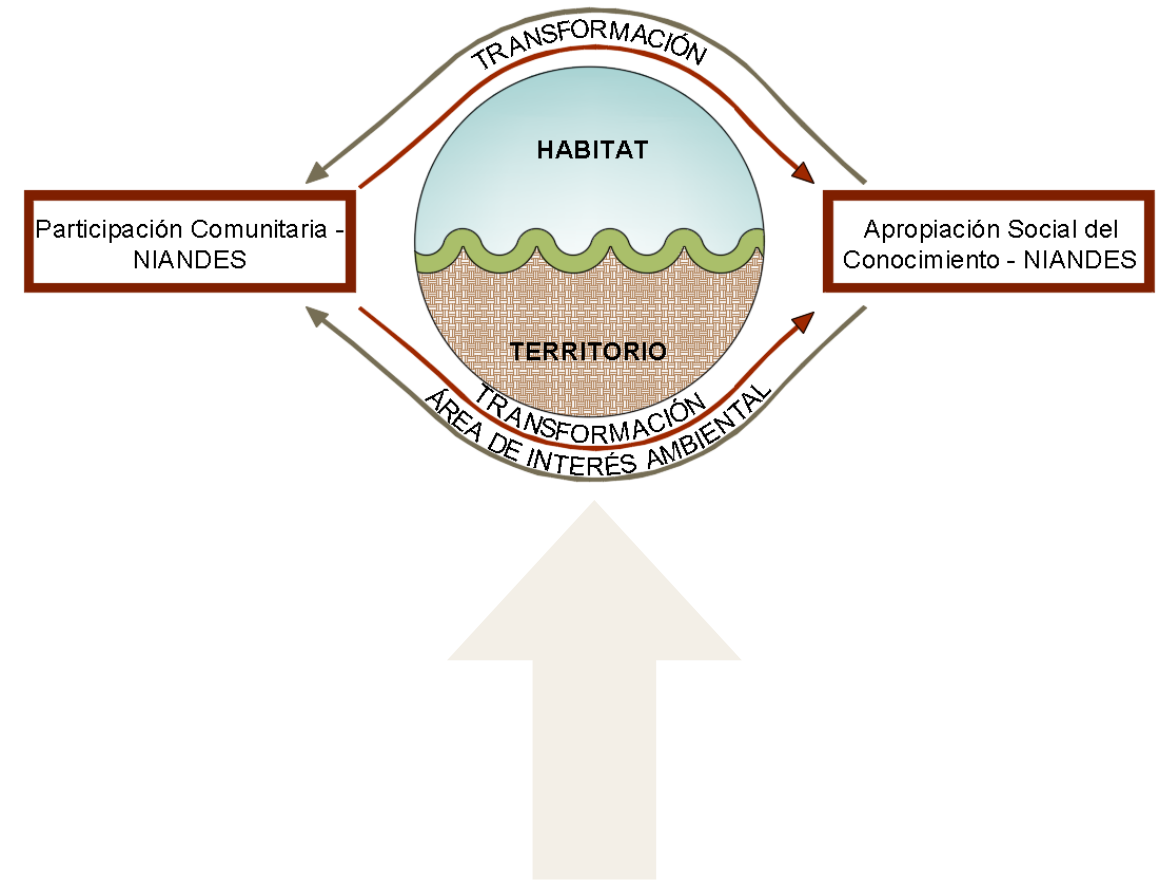 TRANSFORMACIÓN
HABITAT
Participación Comunitaria -
NIANDES
Apropiación Social del
Conocimiento - NIANDES
TERRITORIO
TRANSFORMACIÓN
ÁREA DE INTERÉS AMBIENTAL